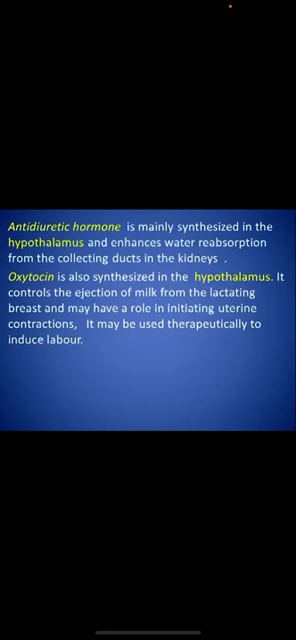 Antidiuretic hormone is mainly synthesized in the
hypothalamus and enhances water reabsorption
from the collecting ducts in the kidneys .
Oxytocin is also synthesized in the hypothalamus. It
controls the ejection of milk from the lactating
breast and may have a role in initiating uterine
contractions, It may be used therapeutically to
induce labour.